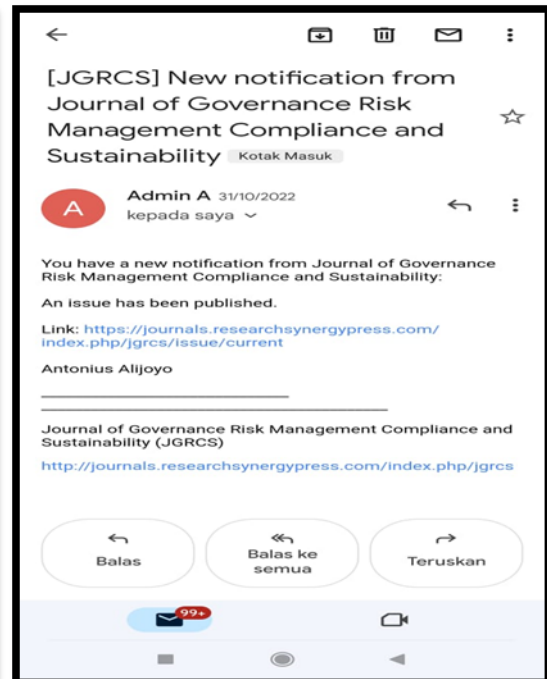 [JGRCS] New notification from
Journal of Governance Risk
Management Compliance and
Sustainability Kotak Masuk
A
Admin A 31/10/2022
kepada saya
You have a new notification from Journal of Governance
Risk Management Compliance and Sustainability:
An issue has been published.
Link: https://journals.researchsynergypress.com/
index.php/jgrcs/issue/current
Antonius Alijoyo
Journal of Governance Risk Management Compliance and
Sustainability (JGRCS)
http://journals.researchsynergypress.com/index.php/jgrcs
Balas
Balas ke
semua
Teruskan
99+